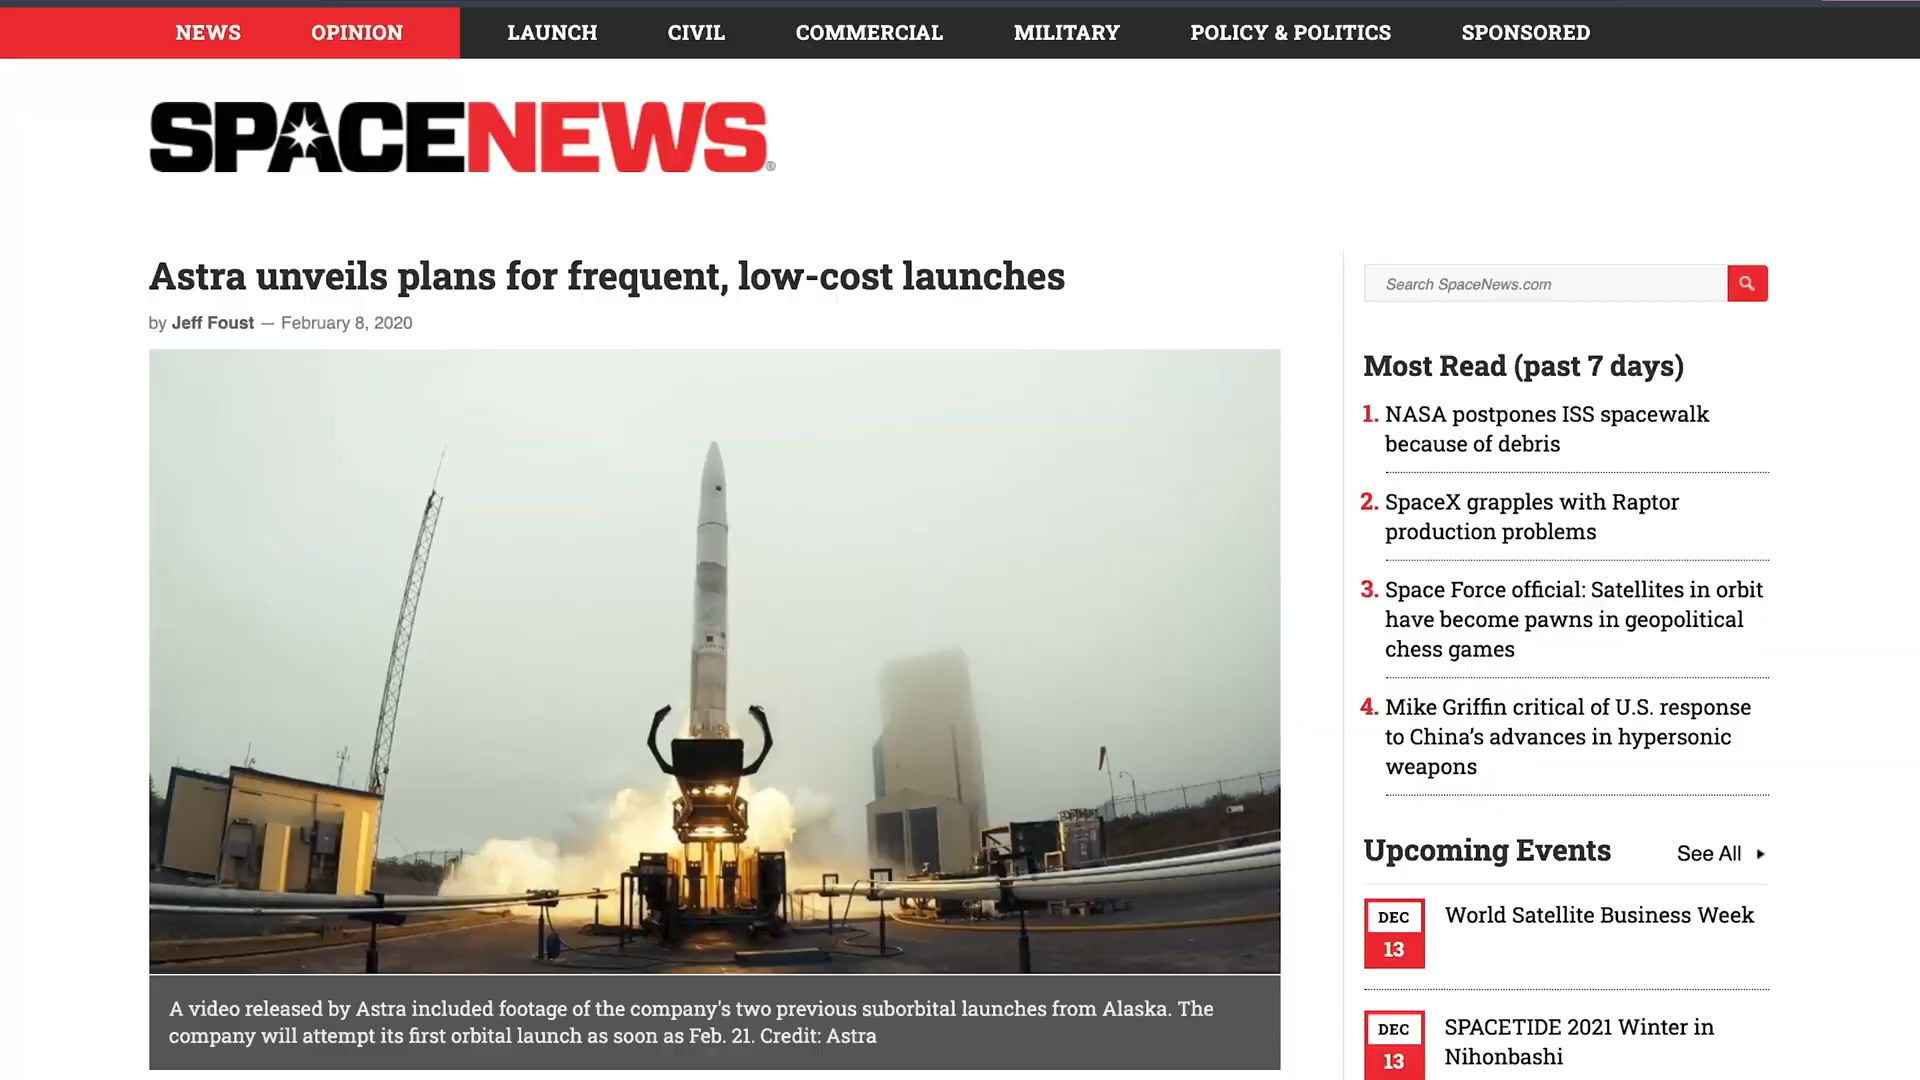 NEWS OPINION LAUNCH CIVIL COMMERCIAL MILITARY POLICY & POLITICS SPONSORED
SPACENEWS®
Astra unveils plans for frequent, low-cost launches
by Jeff Foust — February 8, 2020
A video released by Astra included footage of the company's two previous suborbital launches from Alaska. The
company will attempt its first orbital launch as soon as Feb. 21. Credit: Astra
Search SpaceNews.com
Most Read (past 7 days)
1. NASA postpones ISS spacewalk
because of debris
2. SpaceX grapples with Raptor
production problems
3. Space Force official: Satellites in orbit
have become pawns in geopolitical
chess games
4. Mike Griffin critical of U.S. response
to China’s advances in hypersonic
weapons
Upcoming Events See All
DEC
13
World Satellite Business Week
DEC
13
SPACETIDE 2021 Winter in
Nihonbashi